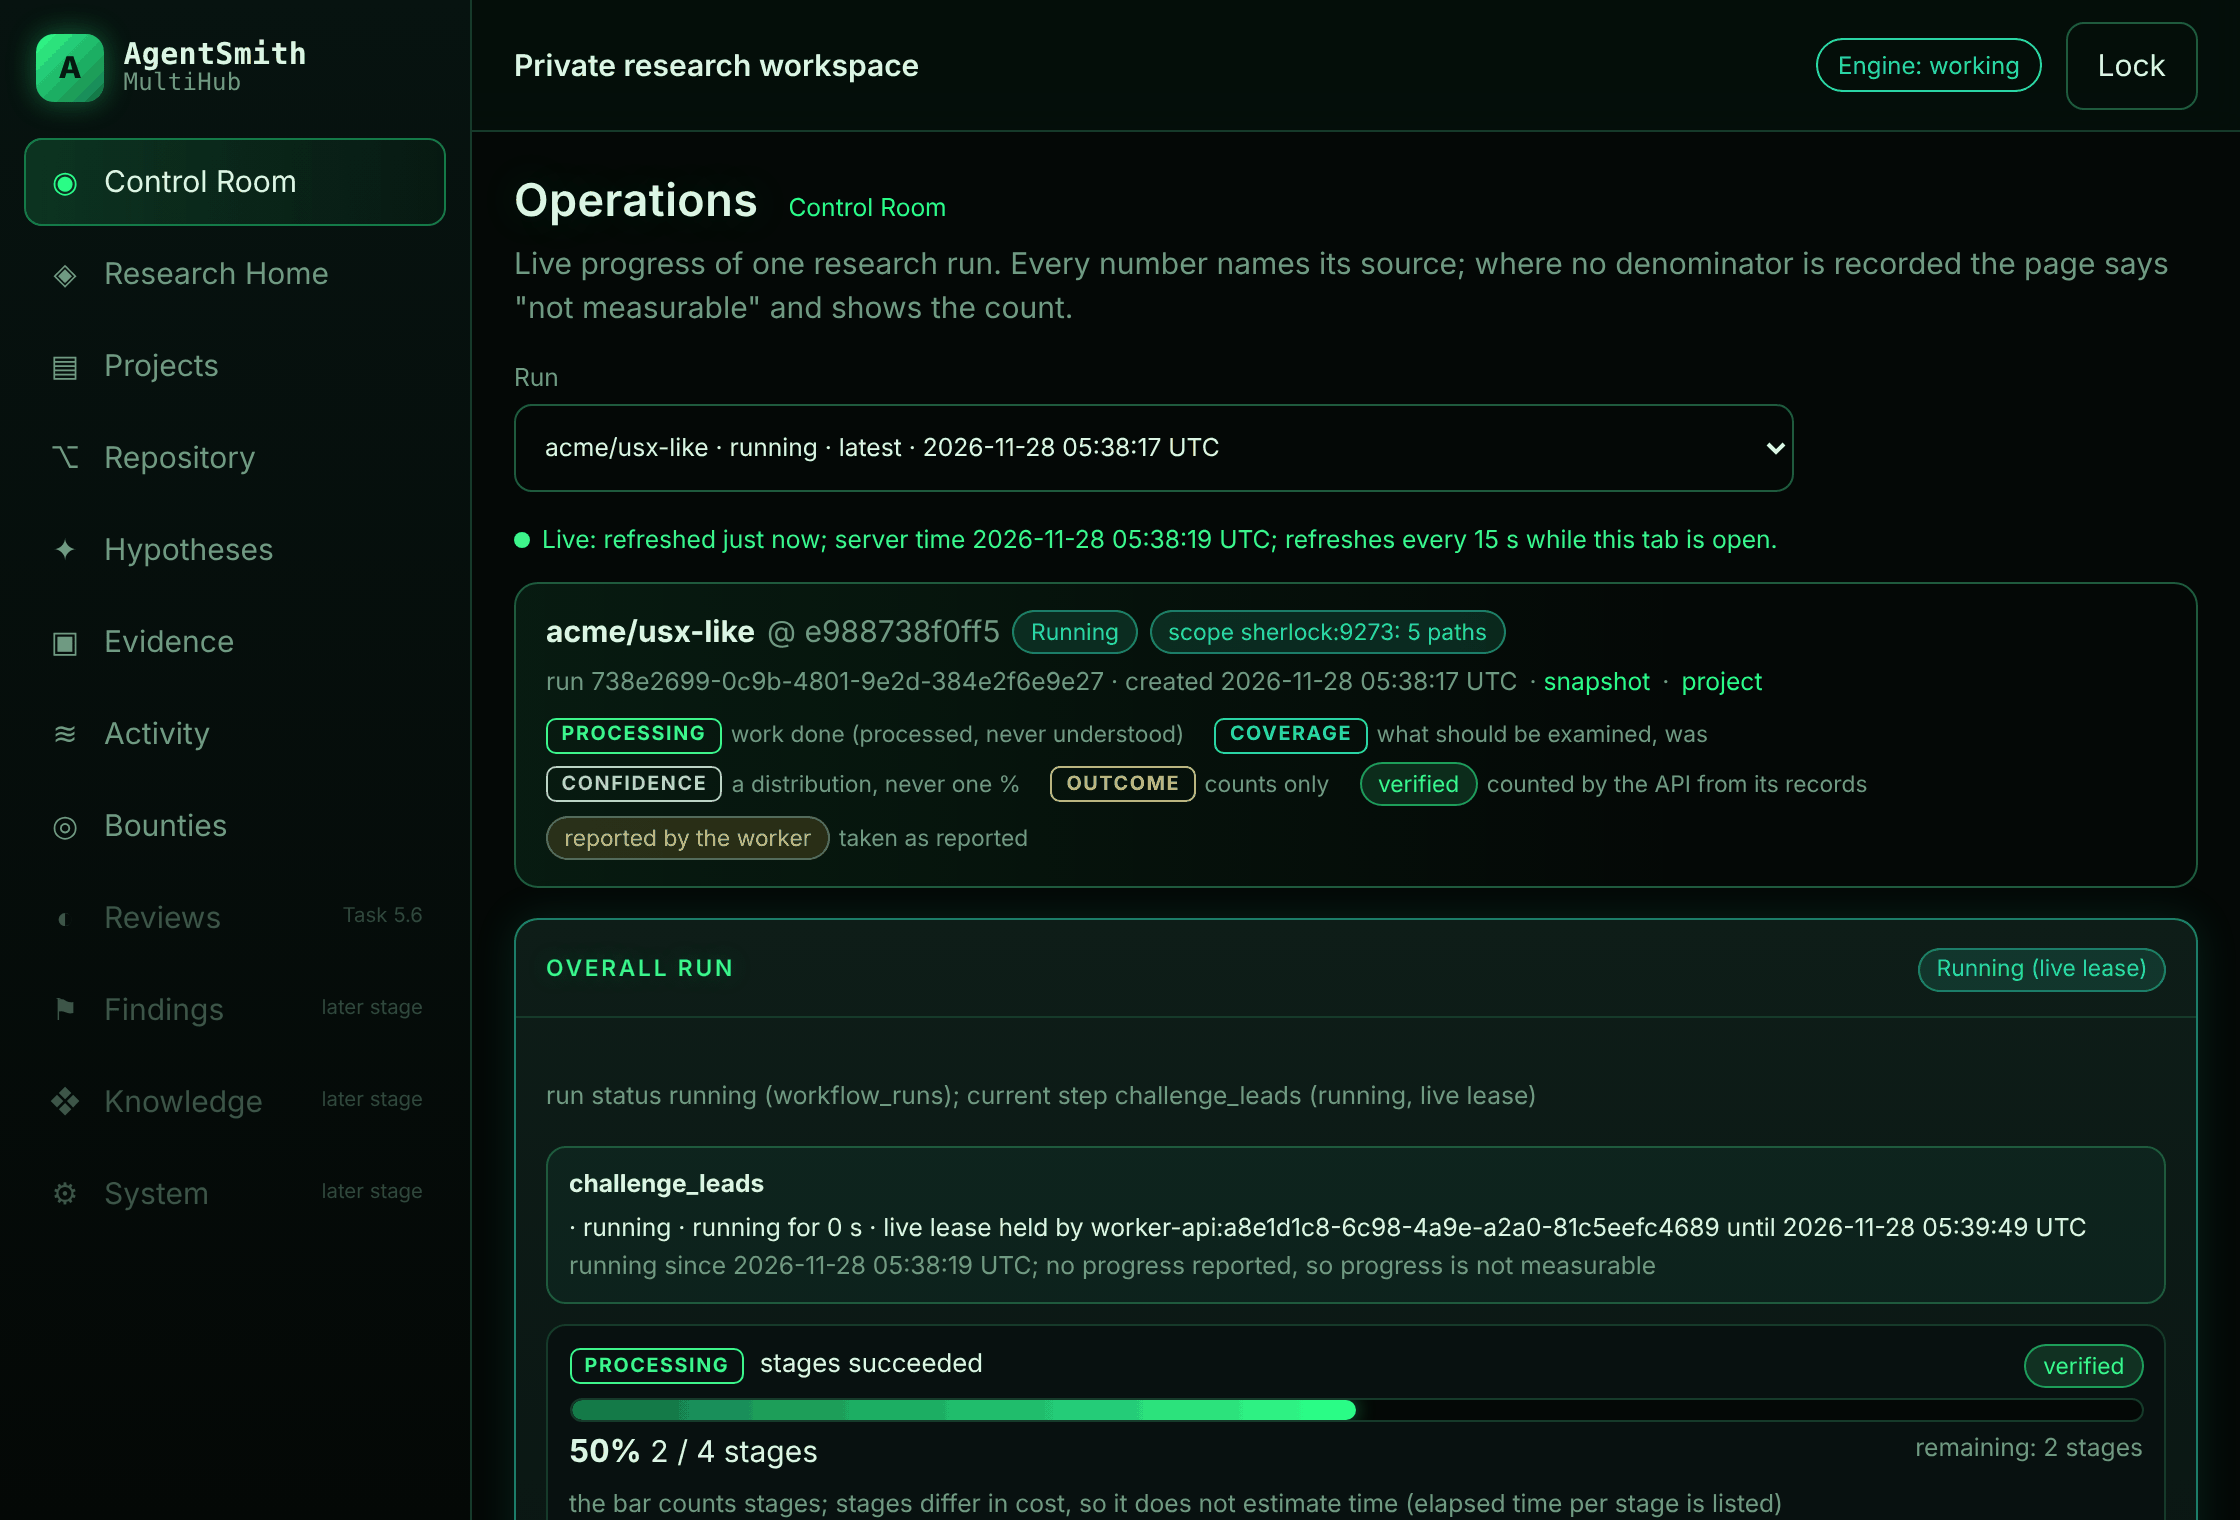 AgentSmith
MultiHub
A
Control Room
Research Home
Projects
Repository
Hypotheses
Evidence
Activity
Bounties
Reviews Task 5.6
Findings later stage
Knowledge later stage
System later stage
Private research workspace
Engine: working
Lock
Operations Control Room
Live progress of one research run. Every number names its source; where no denominator is recorded the page says
"not measurable" and shows the count.
Run
acme/usx-like · running · latest · 2026-11-28 05:38:17 UTC
Live: refreshed just now; server time 2026-11-28 05:38:19 UTC; refreshes every 15 s while this tab is open.
acme/usx-like @ e988738f0ff5 Running scope sherlock:9273: 5 paths
run 738e2699-0c9b-4801-9e2d-384e2f6e9e27 · created 2026-11-28 05:38:17 UTC · snapshot · project
PROCESSING work done (processed, never understood) COVERAGE what should be examined, was
CONFIDENCE a distribution, never one % OUTCOME counts only verified counted by the API from its records
reported by the worker taken as reported
OVERALL RUN Running (live lease)
run status running (workflow_runs); current step challenge_leads (running, live lease)
challenge_leads
· running · running for 0 s · live lease held by worker-api:a8e1d1c8-6c98-4a9e-a2a0-81c5eefc4689 until 2026-11-28 05:39:49 UTC
running since 2026-11-28 05:38:19 UTC; no progress reported, so progress is not measurable
PROCESSING stages succeeded verified
50% 2 / 4 stages remaining: 2 stages
the bar counts stages; stages differ in cost, so it does not estimate time (elapsed time per stage is listed)